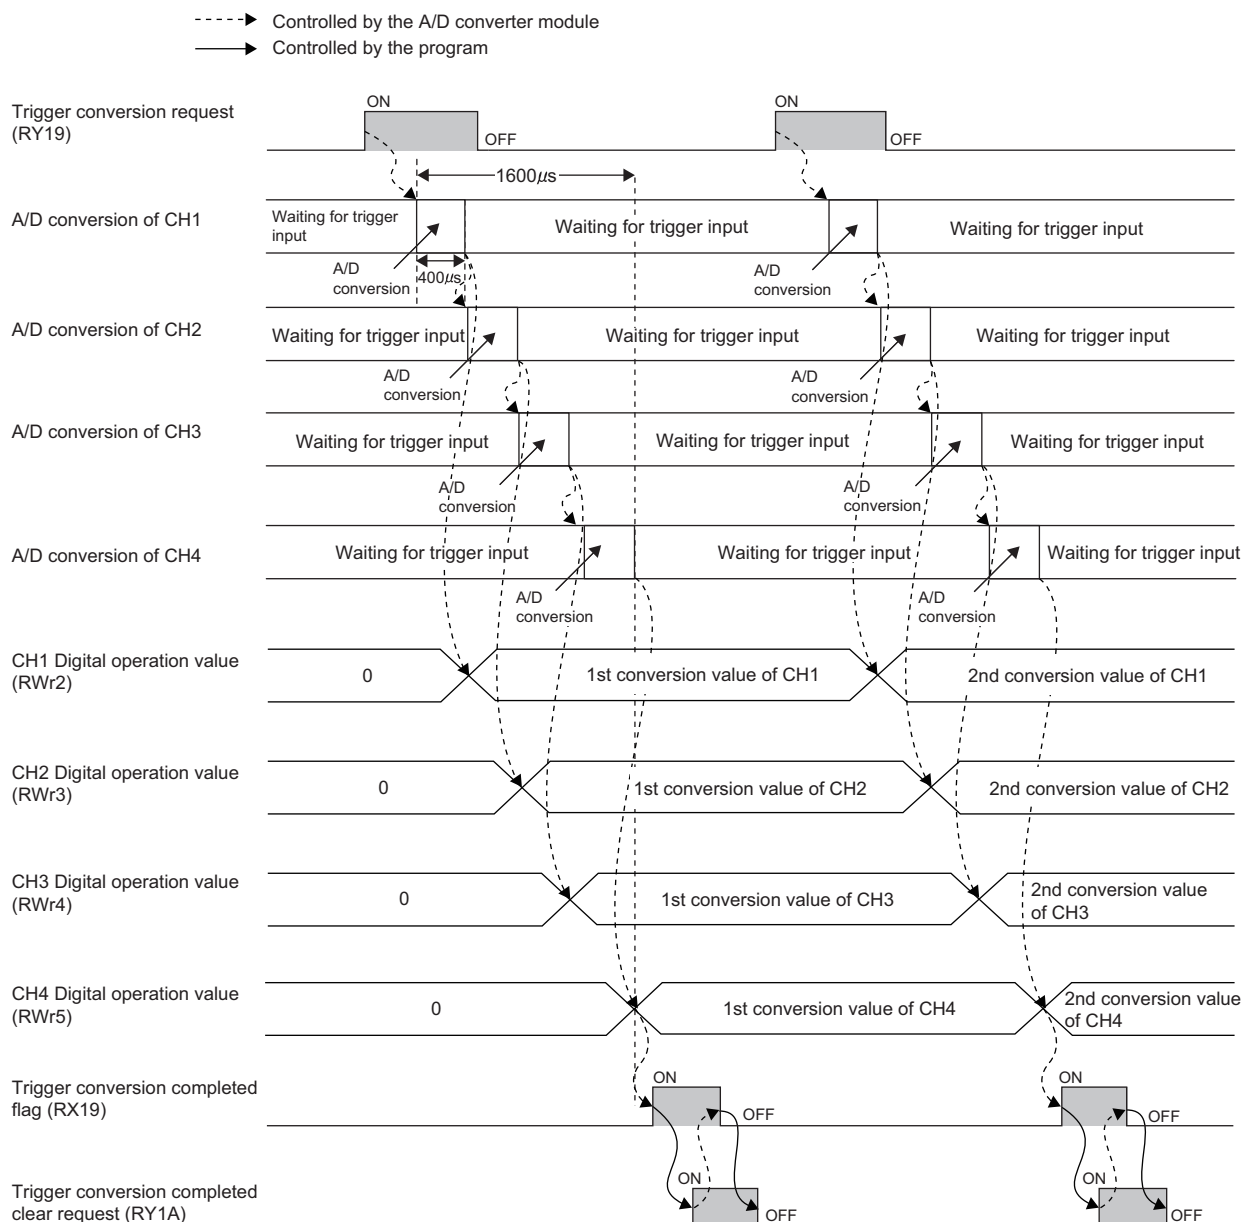 Controlled by the A/D converter module
Controlled by the program
Trigger conversion request
(RY19)
ON
OFF
ON
OFF
1600µs
A/D conversion of CH1
Waiting for trigger
input
Waiting for trigger input
Waiting for trigger input
A/D
conversion
400µs
A/D
conversion
A/D conversion of CH2
Waiting for trigger input
Waiting for trigger input
Waiting for trigger input
A/D
conversion
A/D
conversion
A/D conversion of CH3
Waiting for trigger input
Waiting for trigger input
Waiting for trigger input
A/D
conversion
A/D
conversion
A/D conversion of CH4
Waiting for trigger input
Waiting for trigger input
Waiting for trigger input
A/D
conversion
A/D
conversion
CH1 Digital operation value
(RWr2)
0
1st conversion value of CH1
2nd conversion value of CH1
CH2 Digital operation value
(RWr3)
0
1st conversion value of CH2
2nd conversion value of CH2
CH3 Digital operation value
(RWr4)
0
1st conversion value of CH3
2nd conversion value
of CH3
CH4 Digital operation value
(RWr5)
0
1st conversion value of CH4
2nd conversion value
of CH4
Trigger conversion completed
flag (RX19)
ON
OFF
ON
OFF
Trigger conversion completed
clear request (RY1A)
ON
OFF
ON
OFF